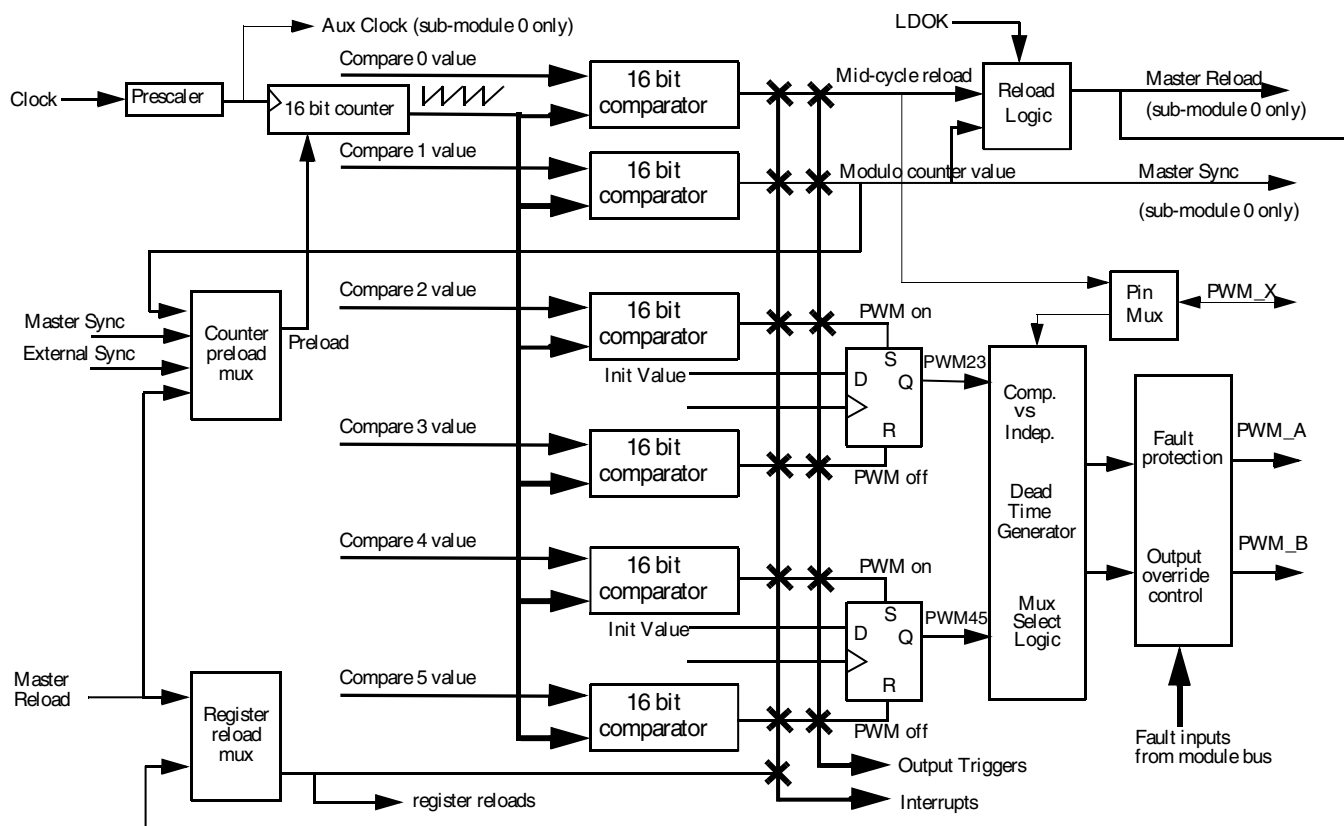 Aux Clock (sub-module 0 only)
LDOK
Compare 0 value
Clock
Prescaler
16 bit counter
16 bit
comparator
Mid-cycle reload
Reload
Logic
Master Reload
(sub-module 0 only)
Compare 1 value
16 bit
comparator
Modulo counter value
Master Sync
(sub-module 0 only)
Compare 2 value
16 bit
comparator
PWM on
Pin
Mux
PWM_X
Master Sync
External Sync
Counter
preload
mux
Preload
Init Value
D
S
Q
R
PWM23
Compare 3 value
16 bit
comparator
PWM off
Comp.
vs
Indep.
Dead
Time
Generator
Mux
Select
Logic
Fault
protection
Output
override
control
PWM_A
PWM_B
Compare 4 value
16 bit
comparator
PWM on
Init Value
D
S
Q
R
PWM45
Compare 5 value
16 bit
comparator
PWM off
Master
Reload
Register
reload
mux
Fault inputs
from module bus
Output Triggers
register reloads
Interrupts